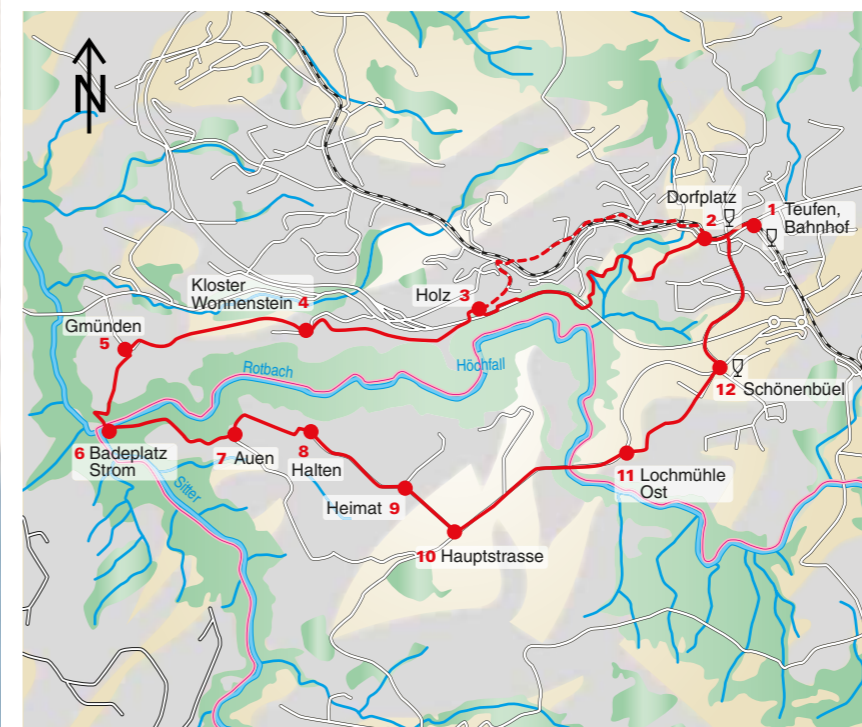 N
Dorfplatz
2
1 Teufen,
Bahnhof
Kloster
Wonnenstein 4
Holz 3
Gmünden
5
Rotbach
Höchfall
12
Schönenbüel
6 Badeplatz
Strom
7 Auen
8
Halten
11 Lochmühle
Ost
Sitter
Heimat 9
10 Hauptstrasse